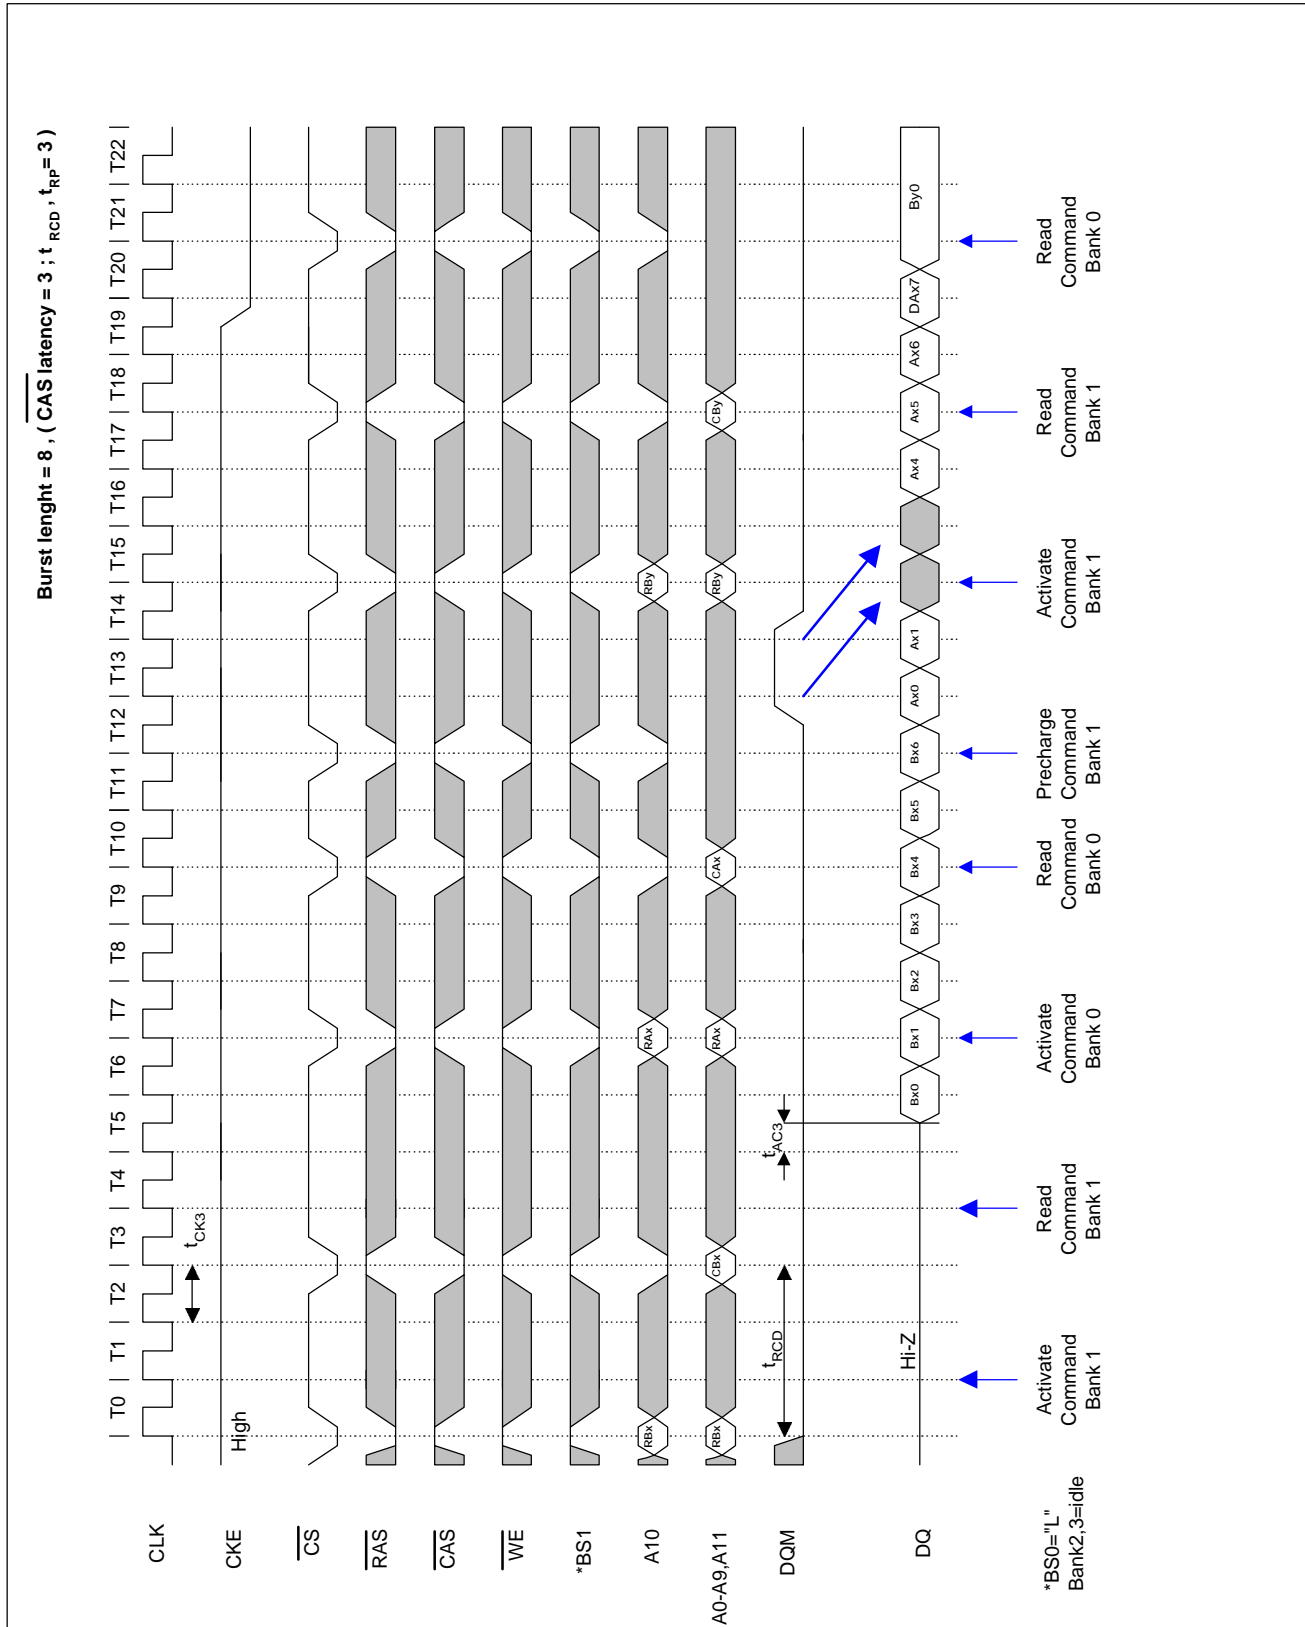 Burst lenght = 8 , ( CAS latency = 3 ; t RCD , tRP= 3 )
T0 T1 T2 T3 T4 T5 T6 T7 T8 T9 T10 T11 T12 T13 T14 T15 T16 T17 T18 T19 T20 T21 T22
CLK
tCK3
CKE
High
CS
RAS
CAS
WE
*BS1
A10
RBx RAx RBy
A0-A9,A11
RBx CBx RAx CAx RBy CBy
DQM
tRCD tAC3
DQ
Hi-Z
Bx0 Bx1 Bx2 Bx3 Bx4 Bx5 Bx6 Ax0 Ax1 Ax4 Ax5 Ax6 DAx7 By0
*BS0="L"
Bank2,3=idle
Activate
Command
Bank 1
Read
Command
Bank 1
Activate
Command
Bank 0
Read
Command
Bank 0
Precharge
Command
Bank 1
Activate
Command
Bank 1
Read
Command
Bank 1
Read
Command
Bank 0